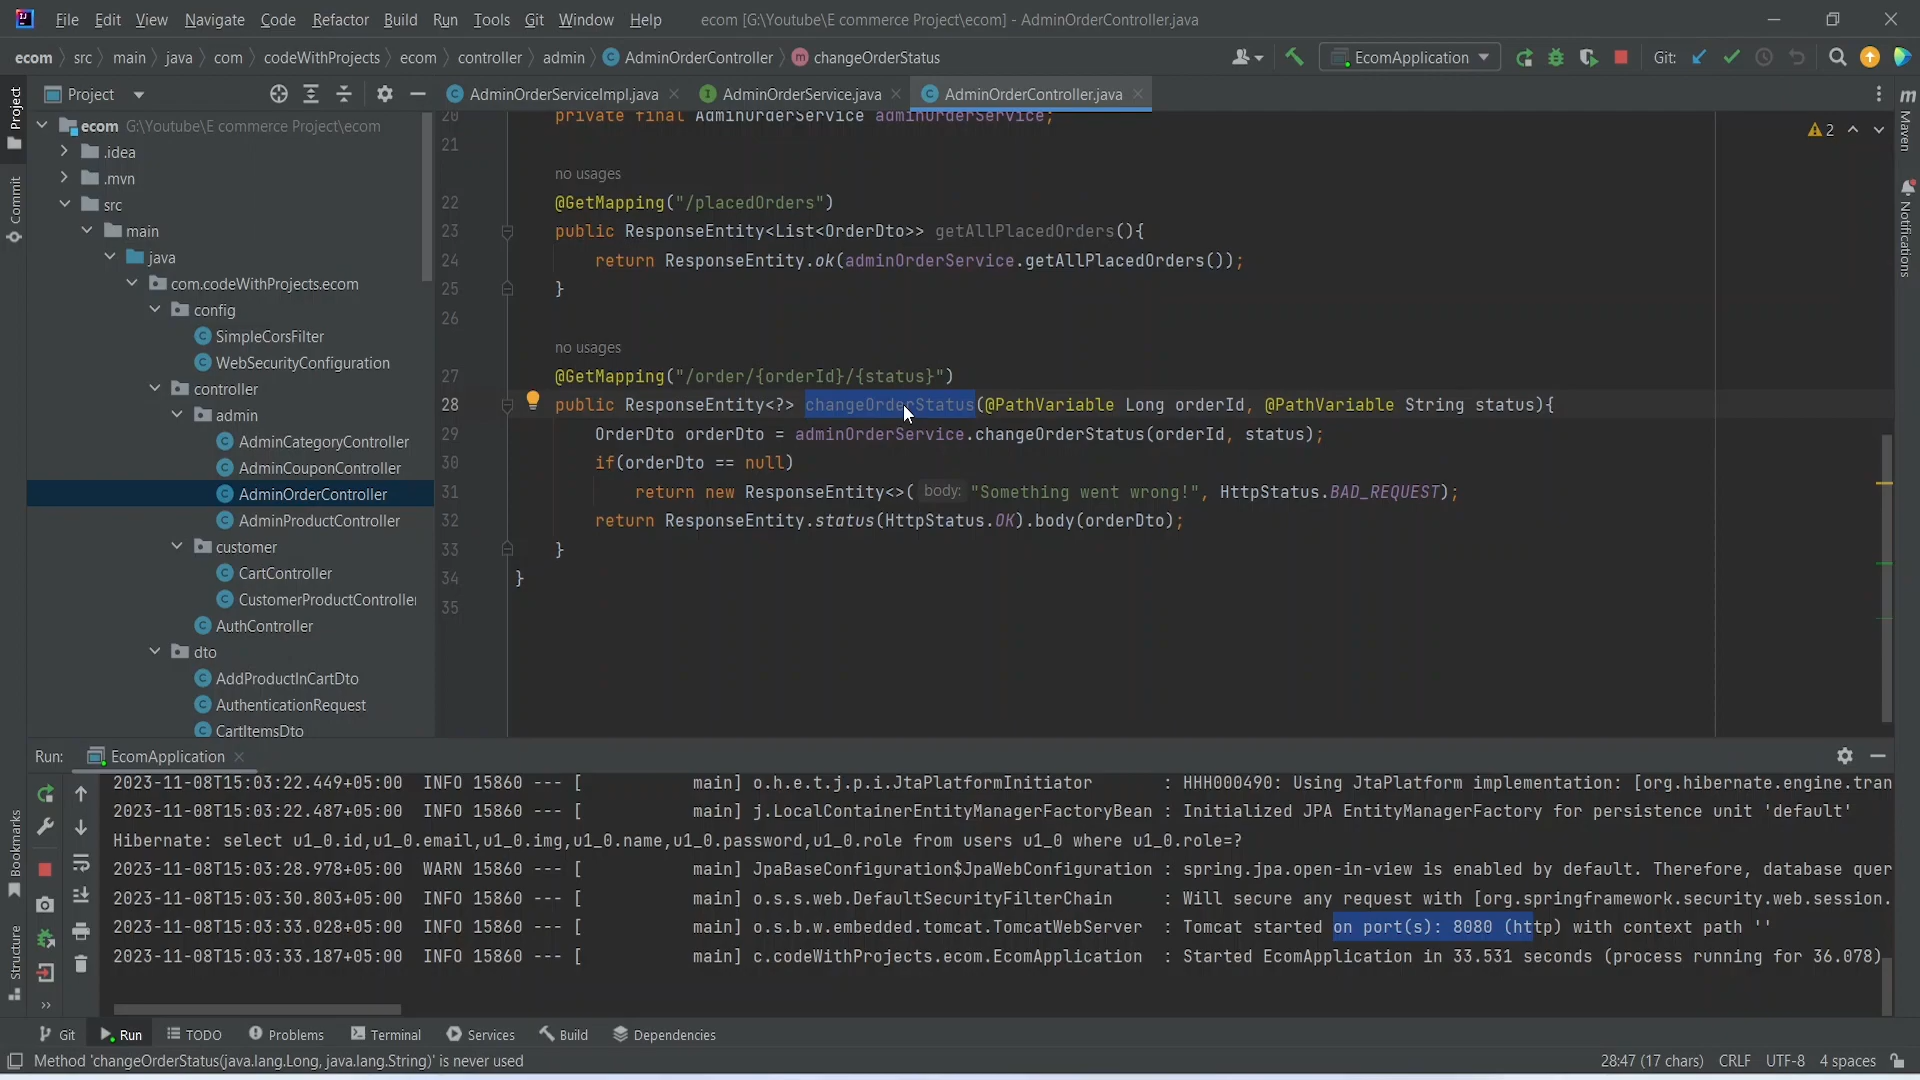 File Edit View Navigate Code Refactor Build Run Tools Git Window Help ecom [G:\Youtube\E commerce Project\ecom] - AdminOrderController.java
ecom src main java com codeWithProjects ecom controller admin AdminOrderController changeOrderStatus EcomApplication Git:
Project AdminOrderServiceImpl.java AdminOrderService.java AdminOrderController.java
ecom G:\Youtube\E commerce Project\ecom
.idea
.mvn
src
main
java
com.codeWithProjects.ecom
config
SimpleCorsFilter
WebSecurityConfiguration
controller
admin
AdminCategoryController
AdminCouponController
AdminOrderController
AdminProductController
customer
CartController
CustomerProductController
AuthController
dto
AddProductInCartDto
AuthenticationRequest
CartItemsDto
20 private final AdminOrderService adminOrderService;
21
no usages
22 @GetMapping("/placedOrders")
23 public ResponseEntity<List<OrderDto>> getAllPlacedOrders(){
24 return ResponseEntity.ok(adminOrderService.getAllPlacedOrders());
25 }
26
no usages
27 @GetMapping("/order/{orderId}/{status}")
28 public ResponseEntity<?> changeOrderStatus(@PathVariable Long orderId, @PathVariable String status){
29 OrderDto orderDto = adminOrderService.changeOrderStatus(orderId, status);
30 if(orderDto == null)
31 return new ResponseEntity<>( body: "Something went wrong!", HttpStatus.BAD_REQUEST);
32 return ResponseEntity.status(HttpStatus.OK).body(orderDto);
33 }
34 }
35
2
Project
Commit
Bookmarks
Structure
Maven
Notifications
Run: EcomApplication
2023-11-08T15:03:22.449+05:00 INFO 15860 --- [ main] o.h.e.t.j.p.i.JtaPlatformInitiator : HHH000490: Using JtaPlatform implementation: [org.hibernate.engine.tran
2023-11-08T15:03:22.487+05:00 INFO 15860 --- [ main] j.LocalContainerEntityManagerFactoryBean : Initialized JPA EntityManagerFactory for persistence unit 'default'
Hibernate: select u1_0.id,u1_0.email,u1_0.img,u1_0.name,u1_0.password,u1_0.role from users u1_0 where u1_0.role=?
2023-11-08T15:03:28.978+05:00 WARN 15860 --- [ main] JpaBaseConfiguration$JpaWebConfiguration : spring.jpa.open-in-view is enabled by default. Therefore, database quer
2023-11-08T15:03:30.803+05:00 INFO 15860 --- [ main] o.s.s.web.DefaultSecurityFilterChain : Will secure any request with [org.springframework.security.web.session.
2023-11-08T15:03:33.028+05:00 INFO 15860 --- [ main] o.s.b.w.embedded.tomcat.TomcatWebServer : Tomcat started on port(s): 8080 (http) with context path ''
2023-11-08T15:03:33.187+05:00 INFO 15860 --- [ main] c.codeWithProjects.ecom.EcomApplication : Started EcomApplication in 33.531 seconds (process running for 36.078)
Git Run TODO Problems Terminal Services Build Dependencies
Method 'changeOrderStatus(java.lang.Long, java.lang.String)' is never used 28:47 (17 chars) CRLF UTF-8 4 spaces